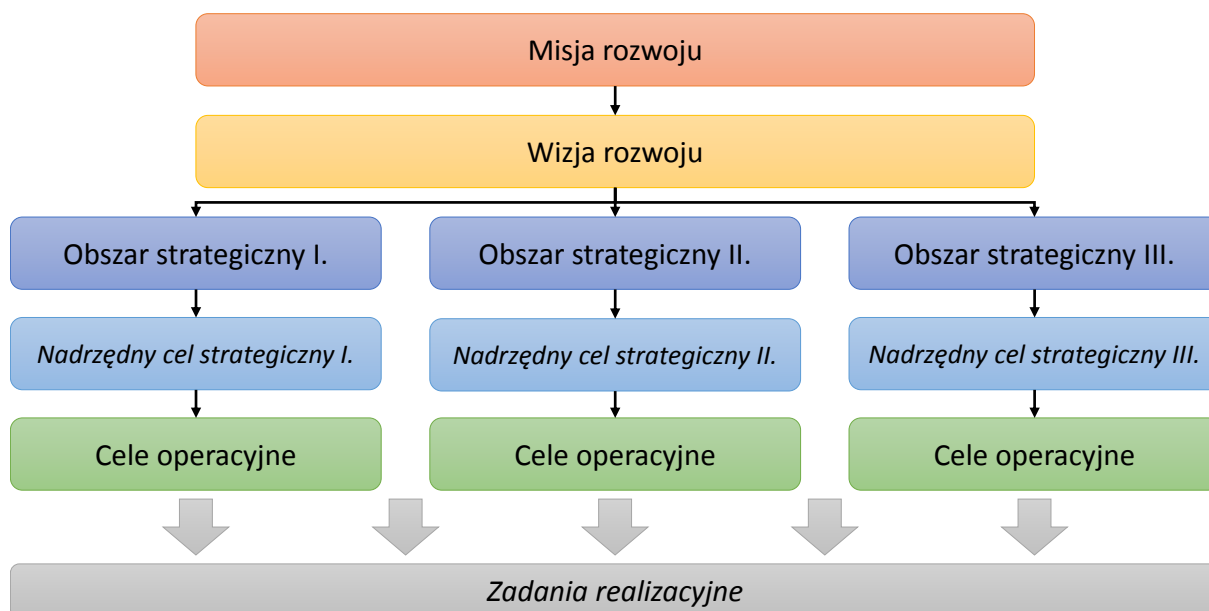 Misja rozwoju
Wizja rozwoju
Obszar strategiczny I.
Obszar strategiczny II.
Obszar strategiczny III.
Nadrzędny cel strategiczny I.
Nadrzędny cel strategiczny II.
Nadrzędny cel strategiczny III.
Cele operacyjne
Cele operacyjne
Cele operacyjne
Zadania realizacyjne